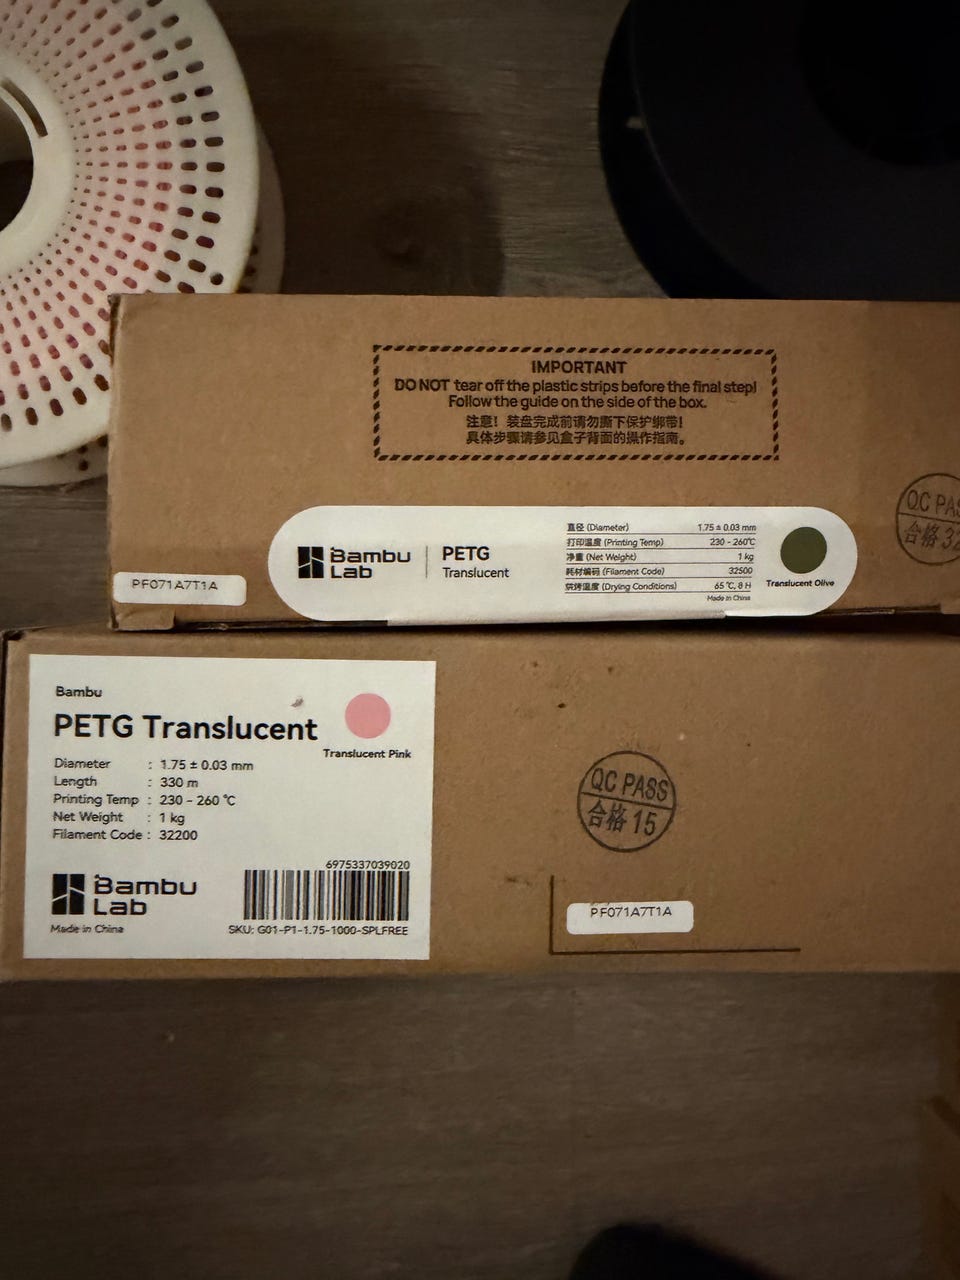 IMPORTANT
DO NOT tear off the plastic strips before the final step!
Follow the guide on the side of the box.
注意！装盘完成前请勿撕下保护绑带！
具体步骤请参见盒子背面的操作指南。
QC PAS
合格 32
Bambu Lab
PETG
Translucent
直径 (Diameter) 1.75 ± 0.03 mm
打印温度 (Printing Temp) 230 - 260℃
净重 (Net Weight) 1 kg
耗材编码 (Filament Code) 32500
烘烤温度 (Drying Conditions) 65 ℃, 8 H
Made in China
Translucent Olive
PF071A7T1A
Bambu
PETG Translucent
Translucent Pink
Diameter : 1.75 ± 0.03 mm
Length : 330 m
Printing Temp : 230 - 260 ℃
Net Weight : 1 kg
Filament Code : 32200
Bambu Lab
Made in China
6975337039020
SKU: G01-P1-1.75-1000-SPLFREE
QC PASS
合格 15
PF071A7T1A